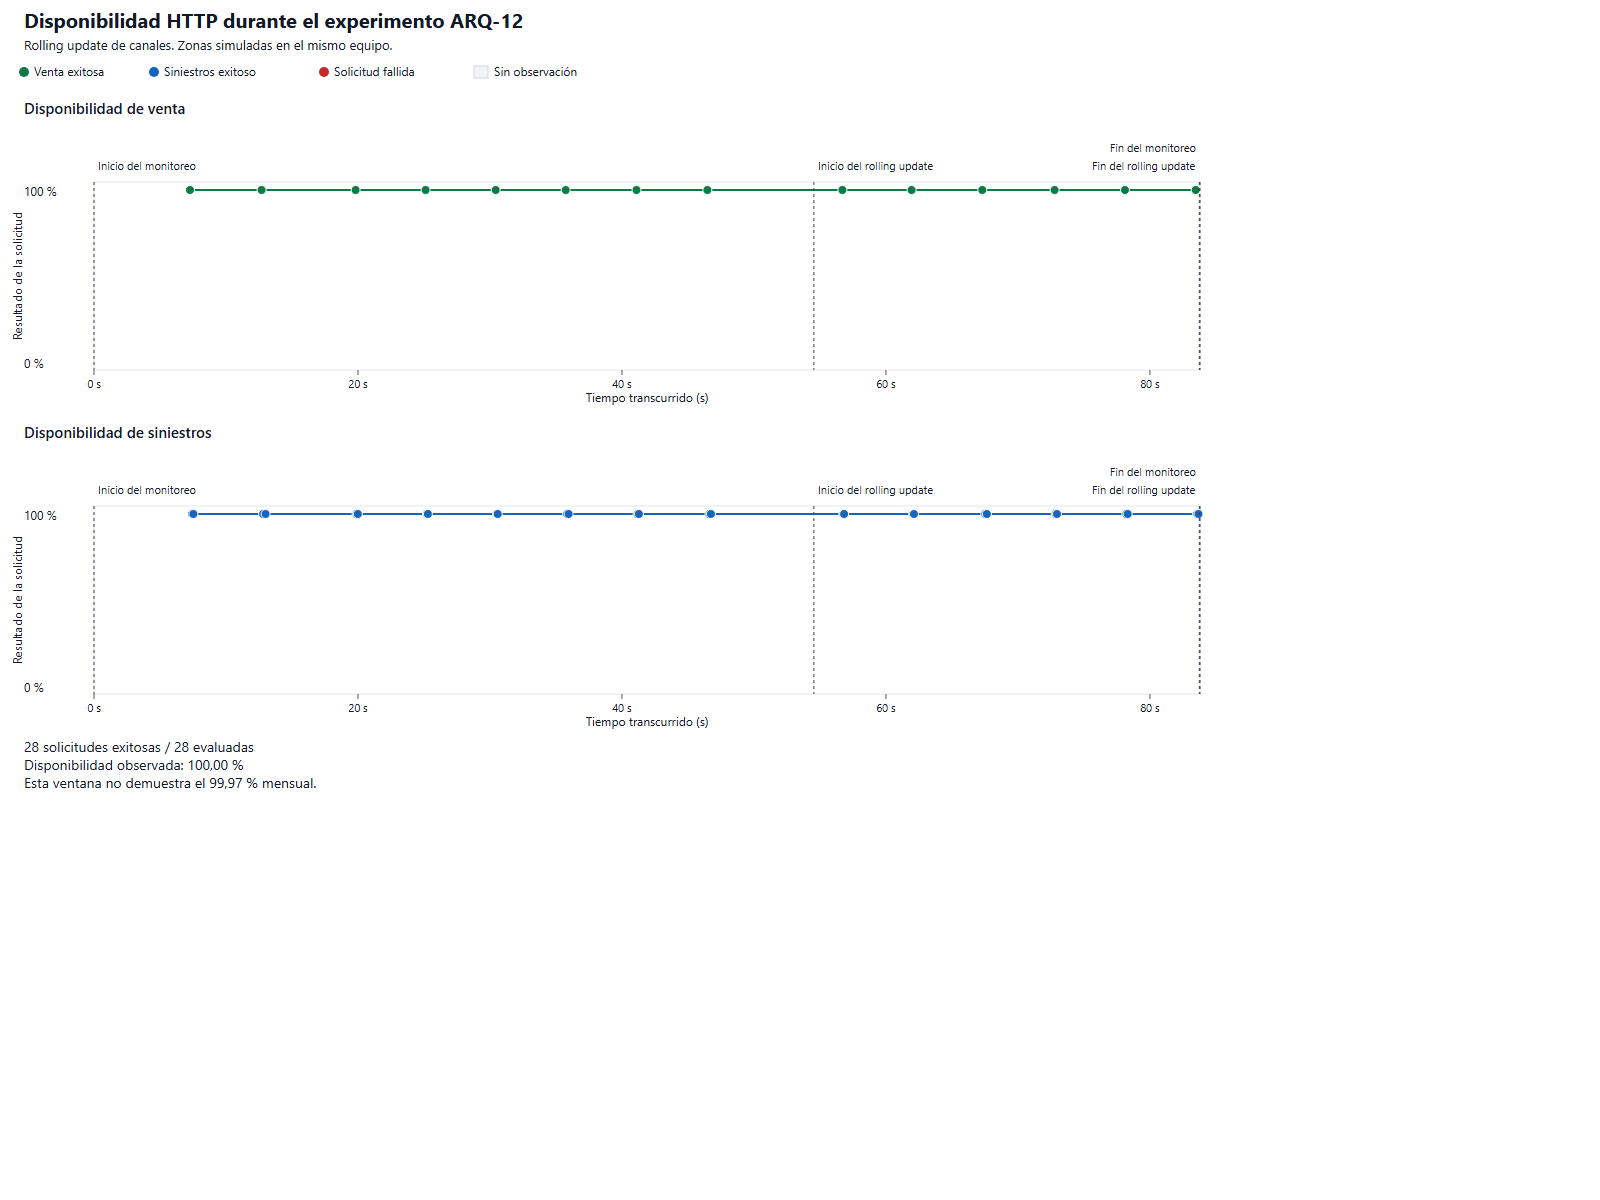 Disponibilidad HTTP durante el experimento ARQ-12
Rolling update de canales. Zonas simuladas en el mismo equipo.
Venta exitosa
Siniestros exitoso
Solicitud fallida
Sin observación
Disponibilidad de venta
Fin del monitoreo
Inicio del monitoreo
Inicio del rolling update
Fin del rolling update
100 %
Resultado de la solicitud
0 %
0 s
20 s
40 s
60 s
80 s
Tiempo transcurrido (s)
Disponibilidad de siniestros
Fin del monitoreo
Inicio del monitoreo
Inicio del rolling update
Fin del rolling update
100 %
Resultado de la solicitud
0 %
0 s
20 s
40 s
60 s
80 s
Tiempo transcurrido (s)
28 solicitudes exitosas / 28 evaluadas
Disponibilidad observada: 100,00 %
Esta ventana no demuestra el 99,97 % mensual.